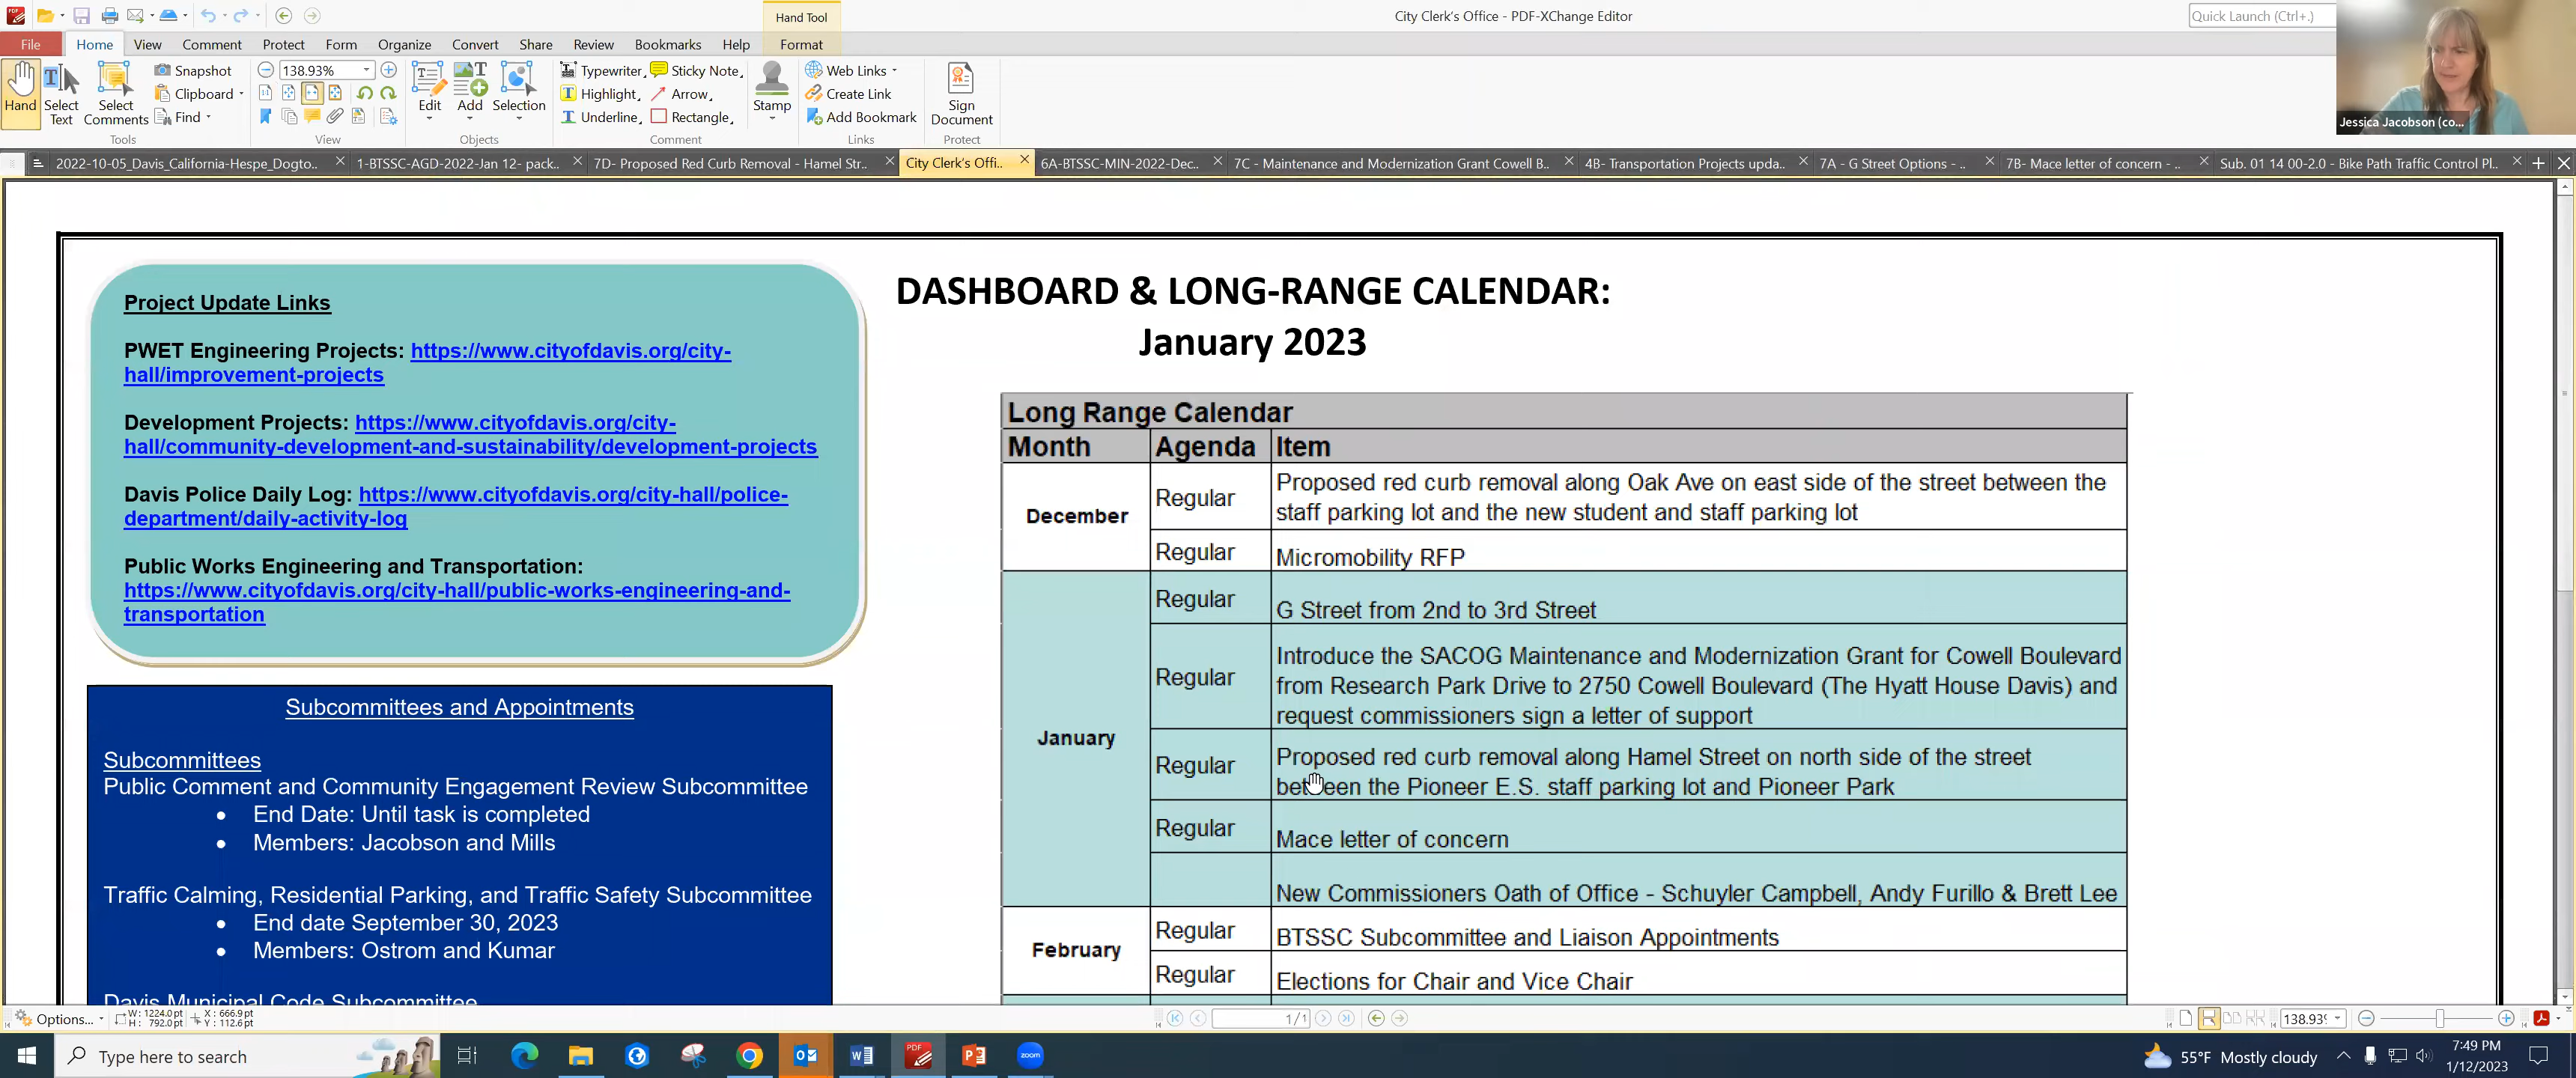 City Clerk's Office - PDF-XChange Editor
Hand Tool
Quick Launch (Ctrl+.)
File Home View Comment Protect Form Organize Convert Share Review Bookmarks Help Format
Hand
Select Text
Select Comments
Snapshot
Clipboard
Find
Tools
138.93%
View
Edit
Add
Selection
Objects
Typewriter
Highlight
Underline
Sticky Note
Arrow
Rectangle
Comment
Stamp
Web Links
Create Link
Add Bookmark
Links
Sign Document
Protect
Jessica Jacobson (co...
2022-10-05_Davis_California-Hespe_Dogto..
1-BTSSC-AGD-2022-Jan 12- pack..
7D- Proposed Red Curb Removal - Hamel Str..
City Clerk's Offi..
6A-BTSSC-MIN-2022-Dec..
7C - Maintenance and Modernization Grant Cowell B..
4B- Transportation Projects upda..
7A - G Street Options - ..
7B- Mace letter of concern - ..
Sub. 01 14 00-2.0 - Bike Path Traffic Control Pl..
Project Update Links
PWET Engineering Projects: https://www.cityofdavis.org/city-
hall/improvement-projects
Development Projects: https://www.cityofdavis.org/city-
hall/community-development-and-sustainability/development-projects
Davis Police Daily Log: https://www.cityofdavis.org/city-hall/police-
department/daily-activity-log
Public Works Engineering and Transportation:
https://www.cityofdavis.org/city-hall/public-works-engineering-and-
transportation
Subcommittees and Appointments
Subcommittees
Public Comment and Community Engagement Review Subcommittee
• End Date: Until task is completed
• Members: Jacobson and Mills
Traffic Calming, Residential Parking, and Traffic Safety Subcommittee
• End date September 30, 2023
• Members: Ostrom and Kumar
Davis Municipal Code Subcommittee
DASHBOARD & LONG-RANGE CALENDAR:
January 2023
Long Range Calendar
Month Agenda Item
December
Regular
Proposed red curb removal along Oak Ave on east side of the street between the
staff parking lot and the new student and staff parking lot
Regular Micromobility RFP
January
Regular G Street from 2nd to 3rd Street
Regular
Introduce the SACOG Maintenance and Modernization Grant for Cowell Boulevard
from Research Park Drive to 2750 Cowell Boulevard (The Hyatt House Davis) and
request commissioners sign a letter of support
Regular
Proposed red curb removal along Hamel Street on north side of the street
between the Pioneer E.S. staff parking lot and Pioneer Park
Regular Mace letter of concern
New Commissioners Oath of Office - Schuyler Campbell, Andy Furillo & Brett Lee
February
Regular BTSSC Subcommittee and Liaison Appointments
Regular Elections for Chair and Vice Chair
Options...
W: 1224.0 pt
H: 792.0 pt
X: 666.9 pt
Y: 112.6 pt
1/1
138.93%
Type here to search
zoom
55°F Mostly cloudy
7:49 PM
1/12/2023